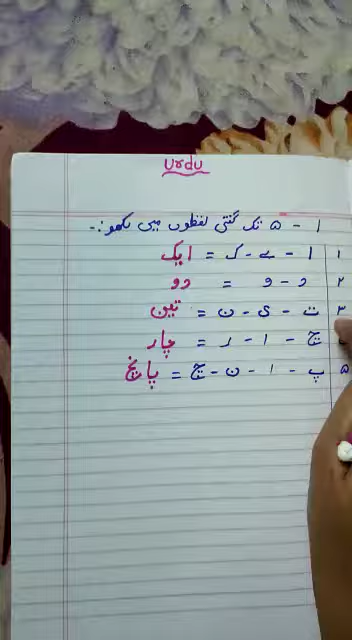 Urdu
۱ - ۵ تک گنتی لفظوں میں لکھو:-
۱ ا - ے - ک = ایک
۲ د - و = دو
۳ ت - ی - ن = تین
چ - ا - ر = چار
۵ پ - ا - ن - چ = پانچ